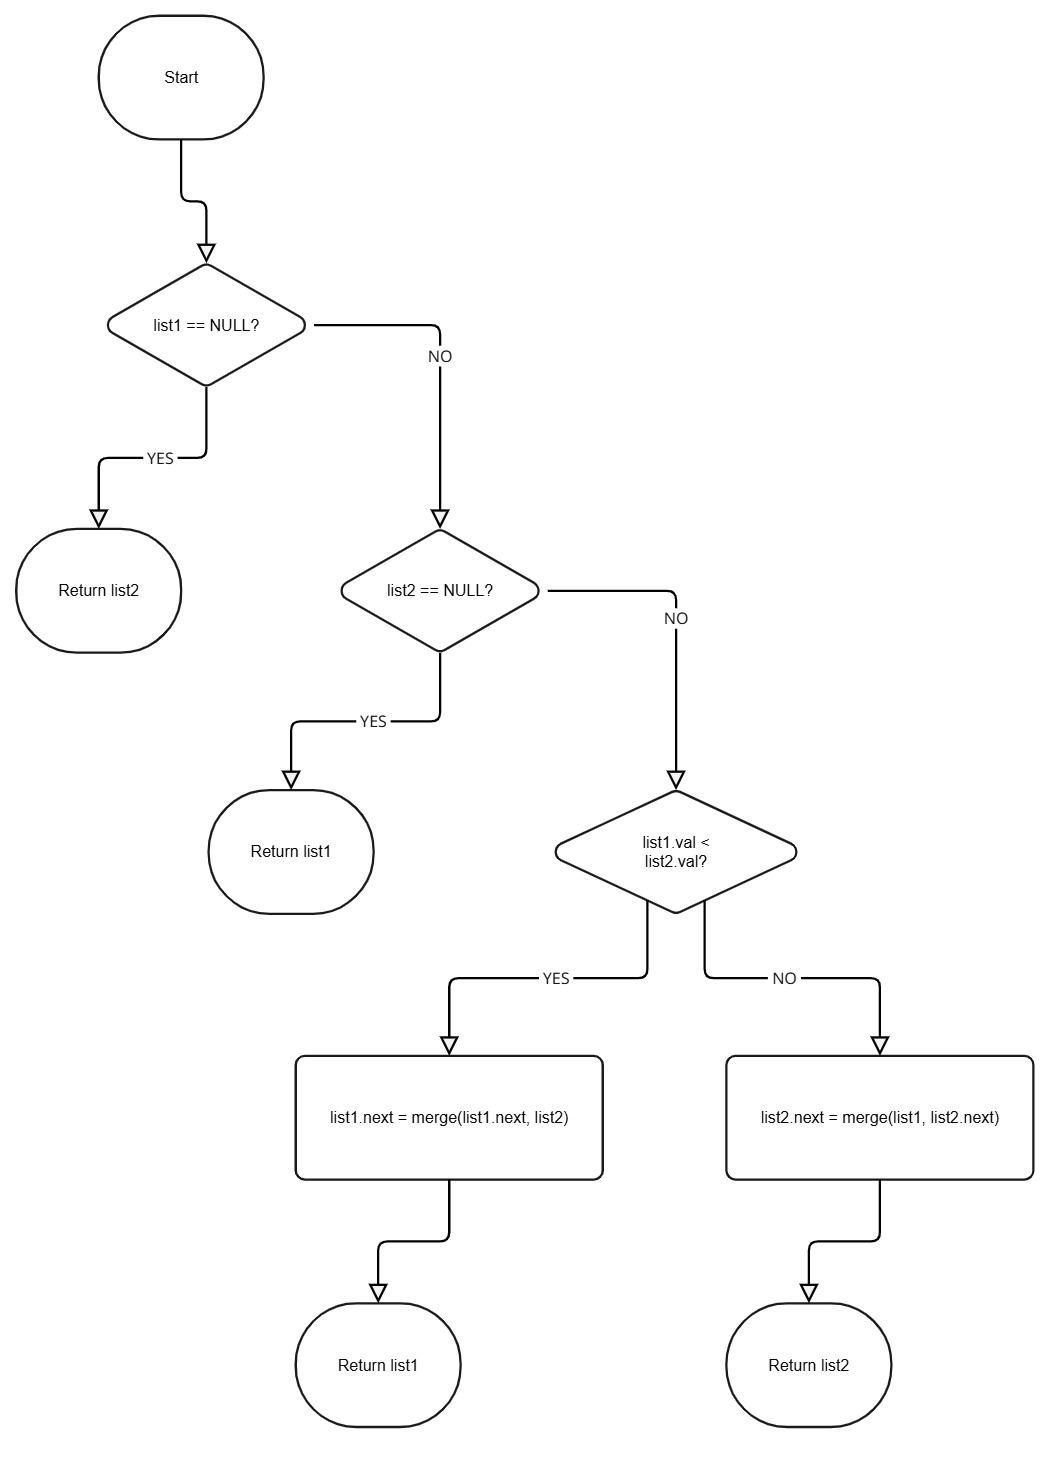 Start
list1 == NULL?
NO
YES
Return list2
list2 == NULL?
NO
YES
Return list1
list1.val <
list2.val?
YES
NO
list1.next = merge(list1.next, list2)
list2.next = merge(list1, list2.next)
Return list1
Return list2